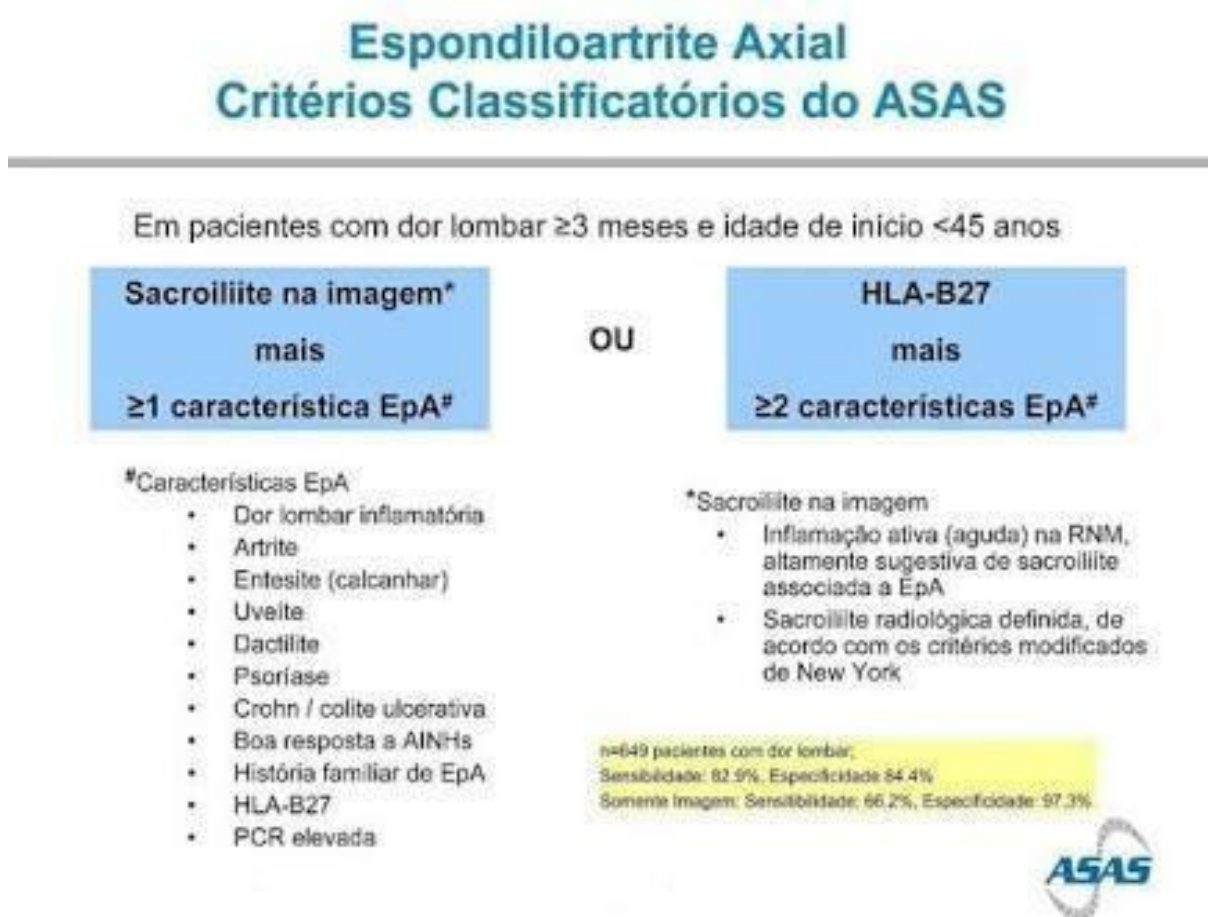 Espondiloartrite Axial
Critérios Classificatórios do ASAS
Em pacientes com dor lombar ≥3 meses e idade de início <45 anos
Sacroiliite na imagem*
mais
≥1 característica EpA#
OU
HLA-B27
mais
≥2 características EpA#
#Características EpA
• Dor lombar inflamatória
• Artrite
• Entesite (calcanhar)
• Uveíte
• Dactilite
• Psoríase
• Crohn / colite ulcerativa
• Boa resposta a AINHs
• História familiar de EpA
• HLA-B27
• PCR elevada
*Sacroiliite na imagem
• Inflamação ativa (aguda) na RNM,
altamente sugestiva de sacroiliite
associada a EpA
• Sacroiliite radiológica definida, de
acordo com os critérios modificados
de New York
n=649 pacientes com dor lombar;
Sensibilidade: 82.9%, Especificidade 84.4%
Somente Imagem: Sensitibilidade: 66.2%, Especificidade: 97.3%
ASAS